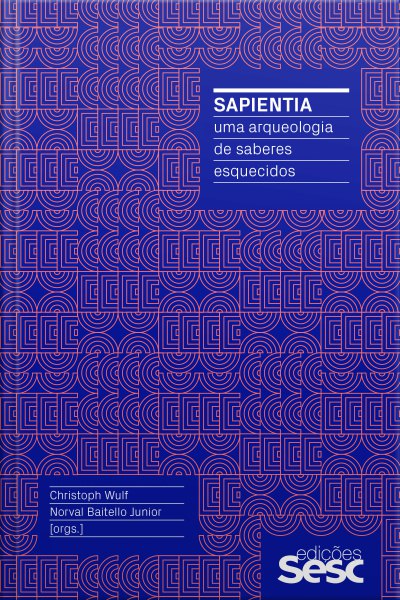 SAPIENTIA
uma arqueologia
de saberes
esquecidos
Christoph Wulf
Norval Baitello Junior
[orgs.]
edições
Sesc